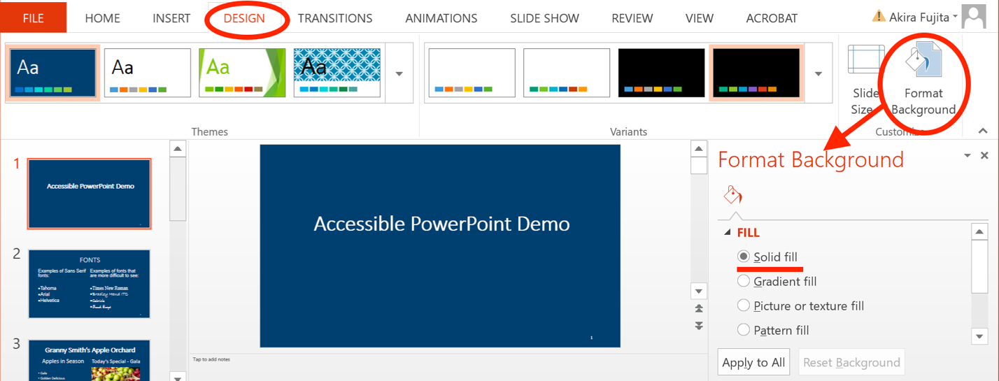 FILE HOME INSERT DESIGN TRANSITIONS ANIMATIONS SLIDE SHOW REVIEW VIEW ACROBAT Akira Fujita
Aa Aa Aa Aa
Slide Size
Format Background
Themes Variants Customize
Format Background
FILL
Solid fill
Gradient fill
Picture or texture fill
Pattern fill
Apply to All Reset Background
1
Accessible PowerPoint Demo
2
FONTS
Examples of Sans Serif fonts:
•Tahoma
•Arial
•Helvetica
Examples of fonts that are more difficult to see:
•Times New Roman
•Bradley Hand ITC
•Gabriola
3
Granny Smith's Apple Orchard
Apples in Season Today's Special - Gala
• Gala
• Golden Delicious
Accessible PowerPoint Demo
1
Tap to add notes